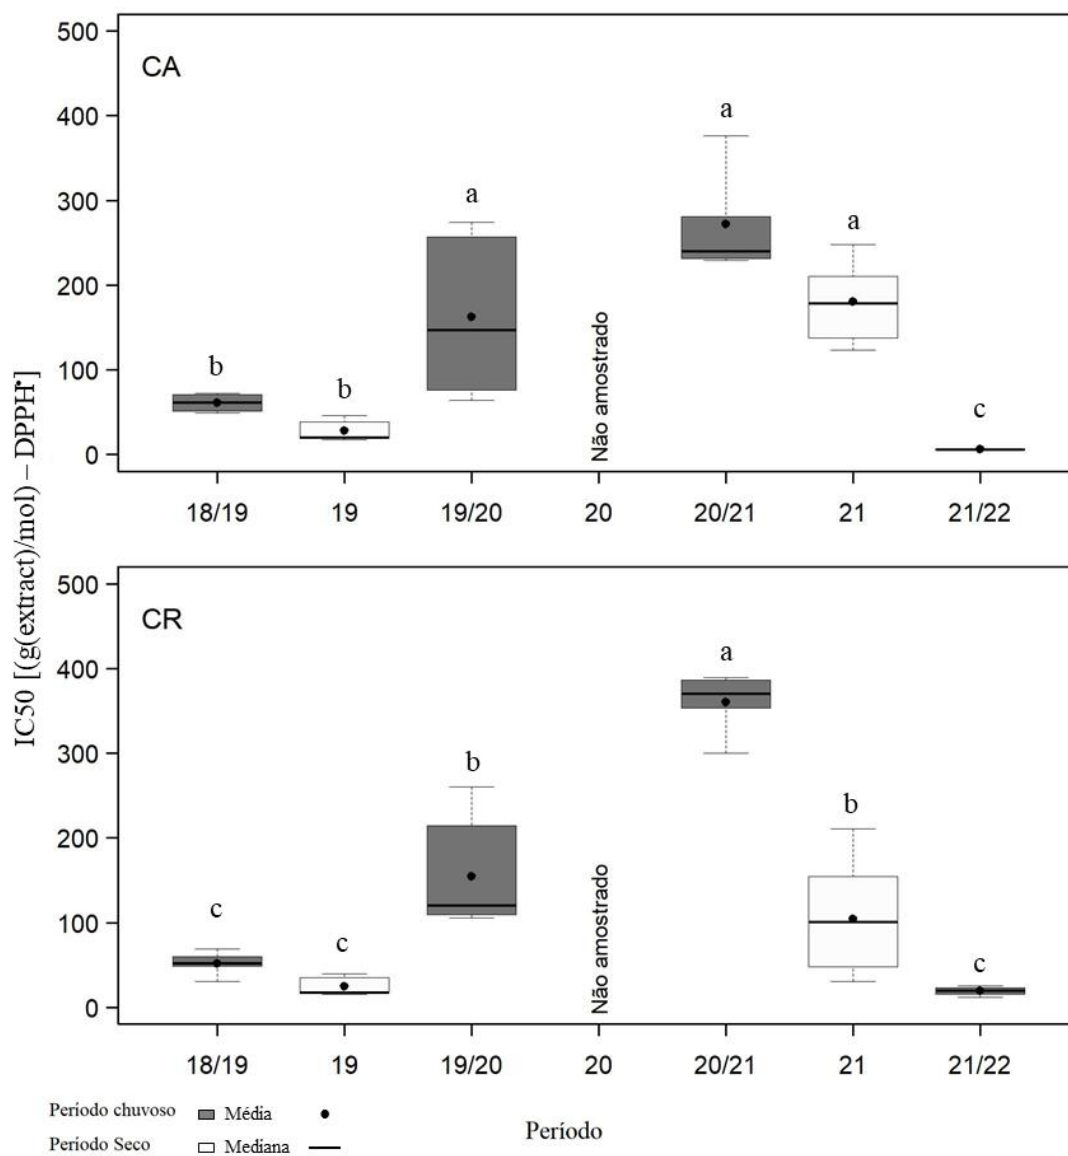 IC50 [(g(extract)/mol) – DPPH•]
500
400
300
200
100
0
CA
b
b
a
Não amostrado
a
a
c
18/19 19 19/20 20 20/21 21 21/22
500
400
300
200
100
0
CR
c
c
b
Não amostrado
a
b
c
18/19 19 19/20 20 20/21 21 21/22
Período
Período chuvoso Média
Período Seco Mediana